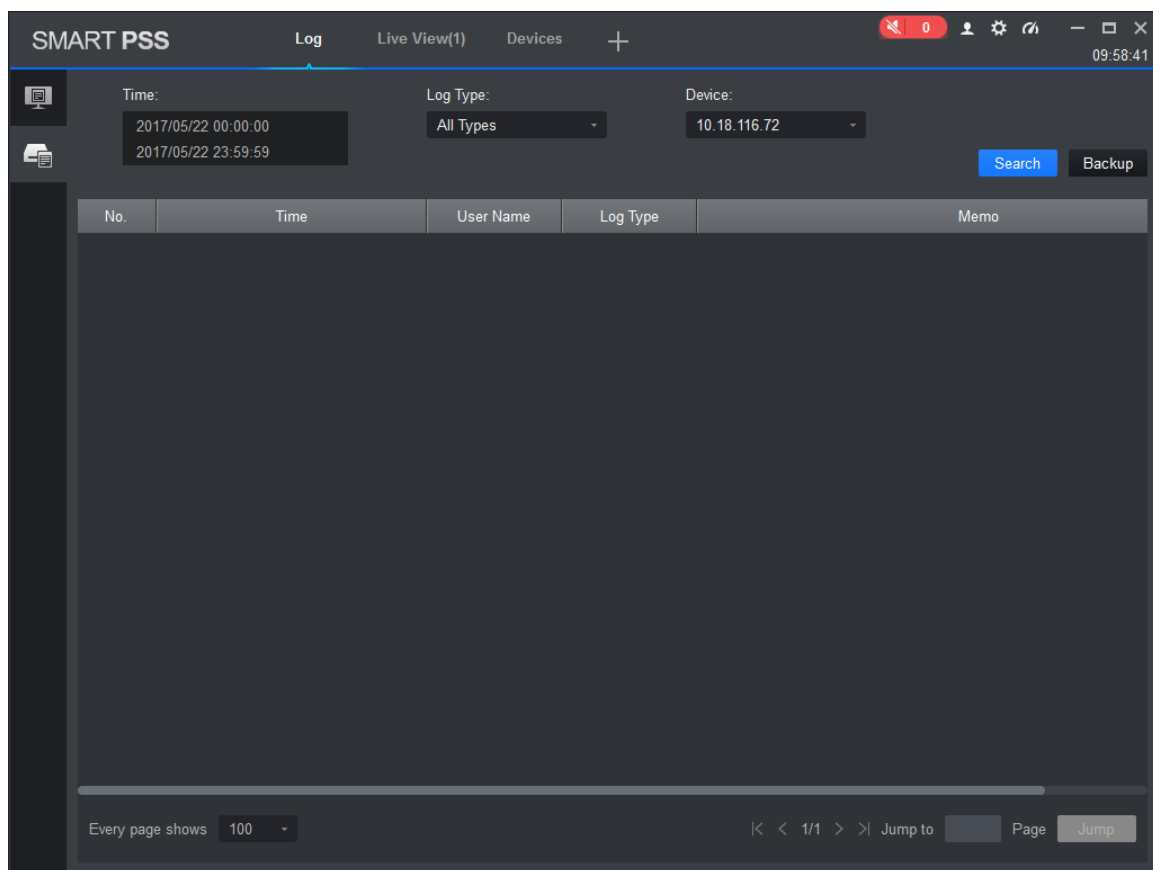 SMART PSS Log Live View(1) Devices 0
09:58:41
Time: Log Type: Device:
2017/05/22 00:00:00 All Types 10.18.116.72
2017/05/22 23:59:59
Search Backup
No. Time User Name Log Type Memo
Every page shows 100 1/1 Jump to Page Jump